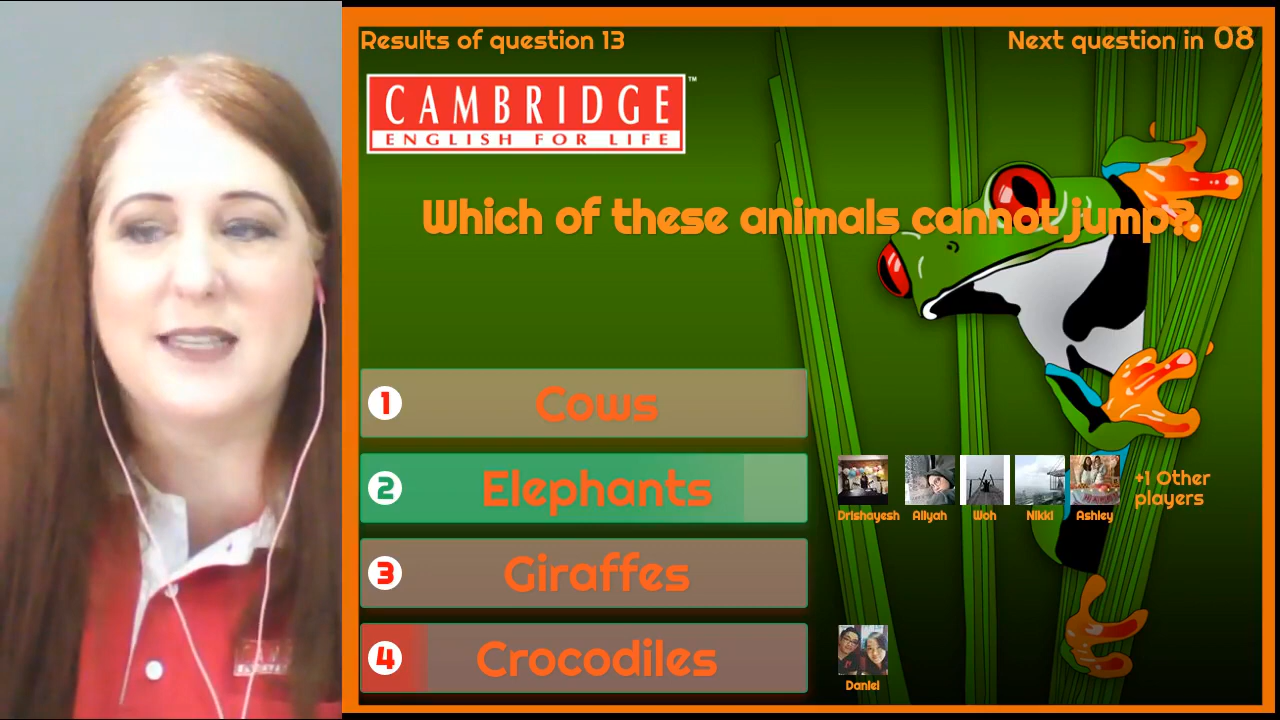 Results of question 13
Next question in 08
CAMBRIDGE™
ENGLISH FOR LIFE
Which of these animals cannot jump?
1 Cows
2 Elephants
Drishayesh Aliyah Woh Nikki Ashley
+1 Other
players
3 Giraffes
4 Crocodiles
Daniel